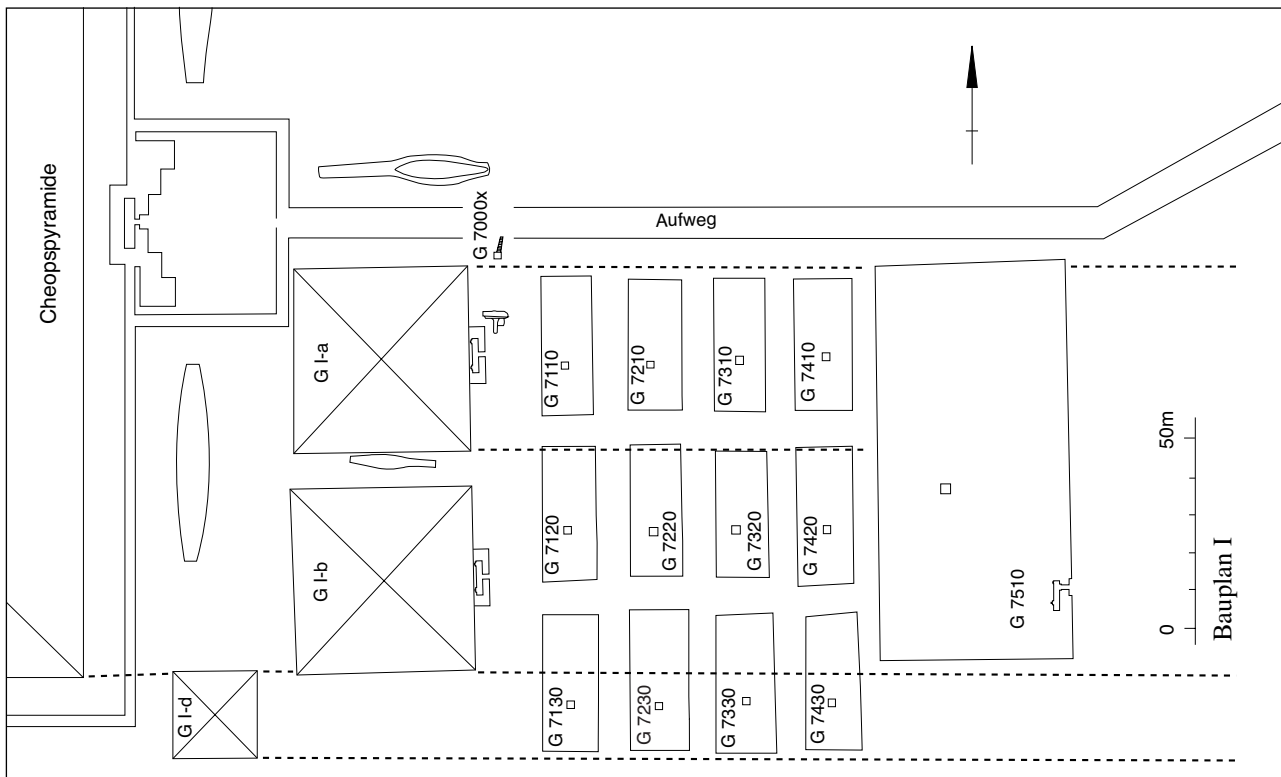 Cheopspyramide
G 7000x
Aufweg
G I-a
G 7110
G 7210
G 7310
G 7410
G I-b
G 7120
G 7220
G 7320
G 7420
G 7510
G I-d
G 7130
G 7230
G 7330
G 7430
0 50m
Bauplan I